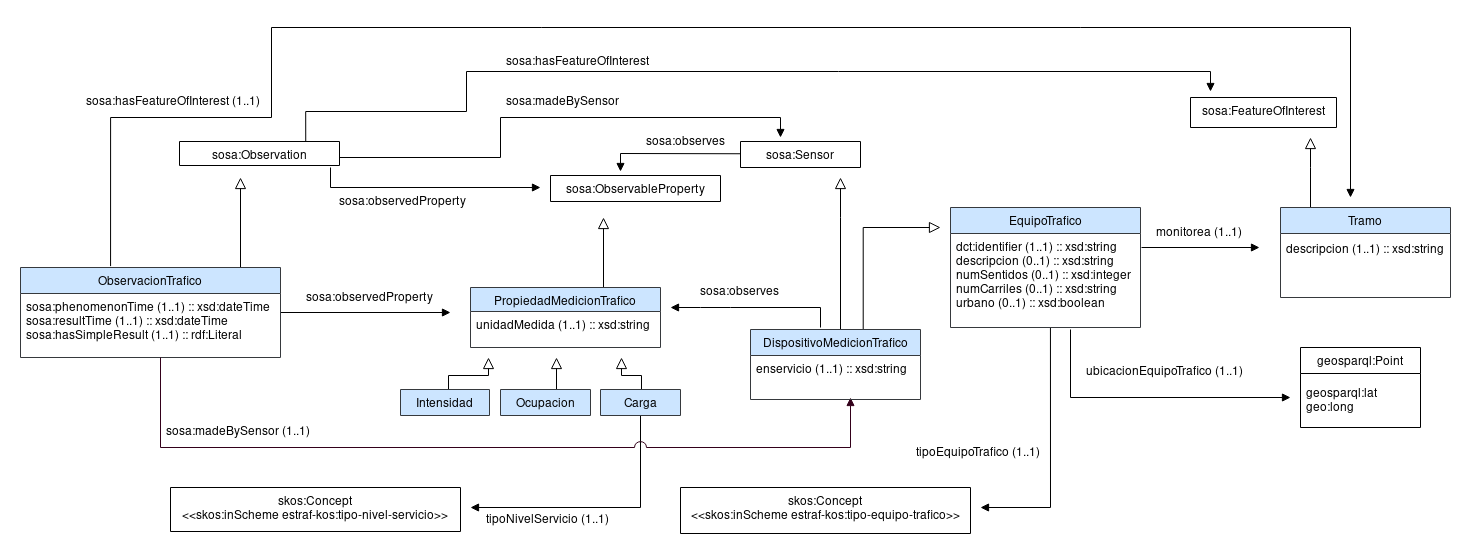 sosa:hasFeatureOfInterest
sosa:hasFeatureOfInterest (1..1)
sosa:madeBySensor
sosa:FeatureOfInterest
sosa:observes
sosa:Observation
sosa:Sensor
sosa:ObservableProperty
sosa:observedProperty
EquipoTrafico
dct:identifier (1..1) :: xsd:string
descripcion (0..1) :: xsd:string
numSentidos (0..1) :: xsd:integer
numCarriles (0..1) :: xsd:string
urbano (0..1) :: xsd:boolean
monitorea (1..1)
Tramo
descripcion (1..1) :: xsd:string
ObservacionTrafico
sosa:phenomenonTime (1..1) :: xsd:dateTime
sosa:resultTime (1..1) :: xsd:dateTime
sosa:hasSimpleResult (1..1) :: rdf:Literal
sosa:observedProperty
PropiedadMedicionTrafico
unidadMedida (1..1) :: xsd:string
sosa:observes
DispositivoMedicionTrafico
enservicio (1..1) :: xsd:string
ubicacionEquipoTrafico (1..1)
geosparql:Point
geosparql:lat
geo:long
Intensidad
Ocupacion
Carga
sosa:madeBySensor (1..1)
tipoEquipoTrafico (1..1)
skos:Concept
<<skos:inScheme estraf-kos:tipo-nivel-servicio>>
tipoNivelServicio (1..1)
skos:Concept
<<skos:inScheme estraf-kos:tipo-equipo-trafico>>